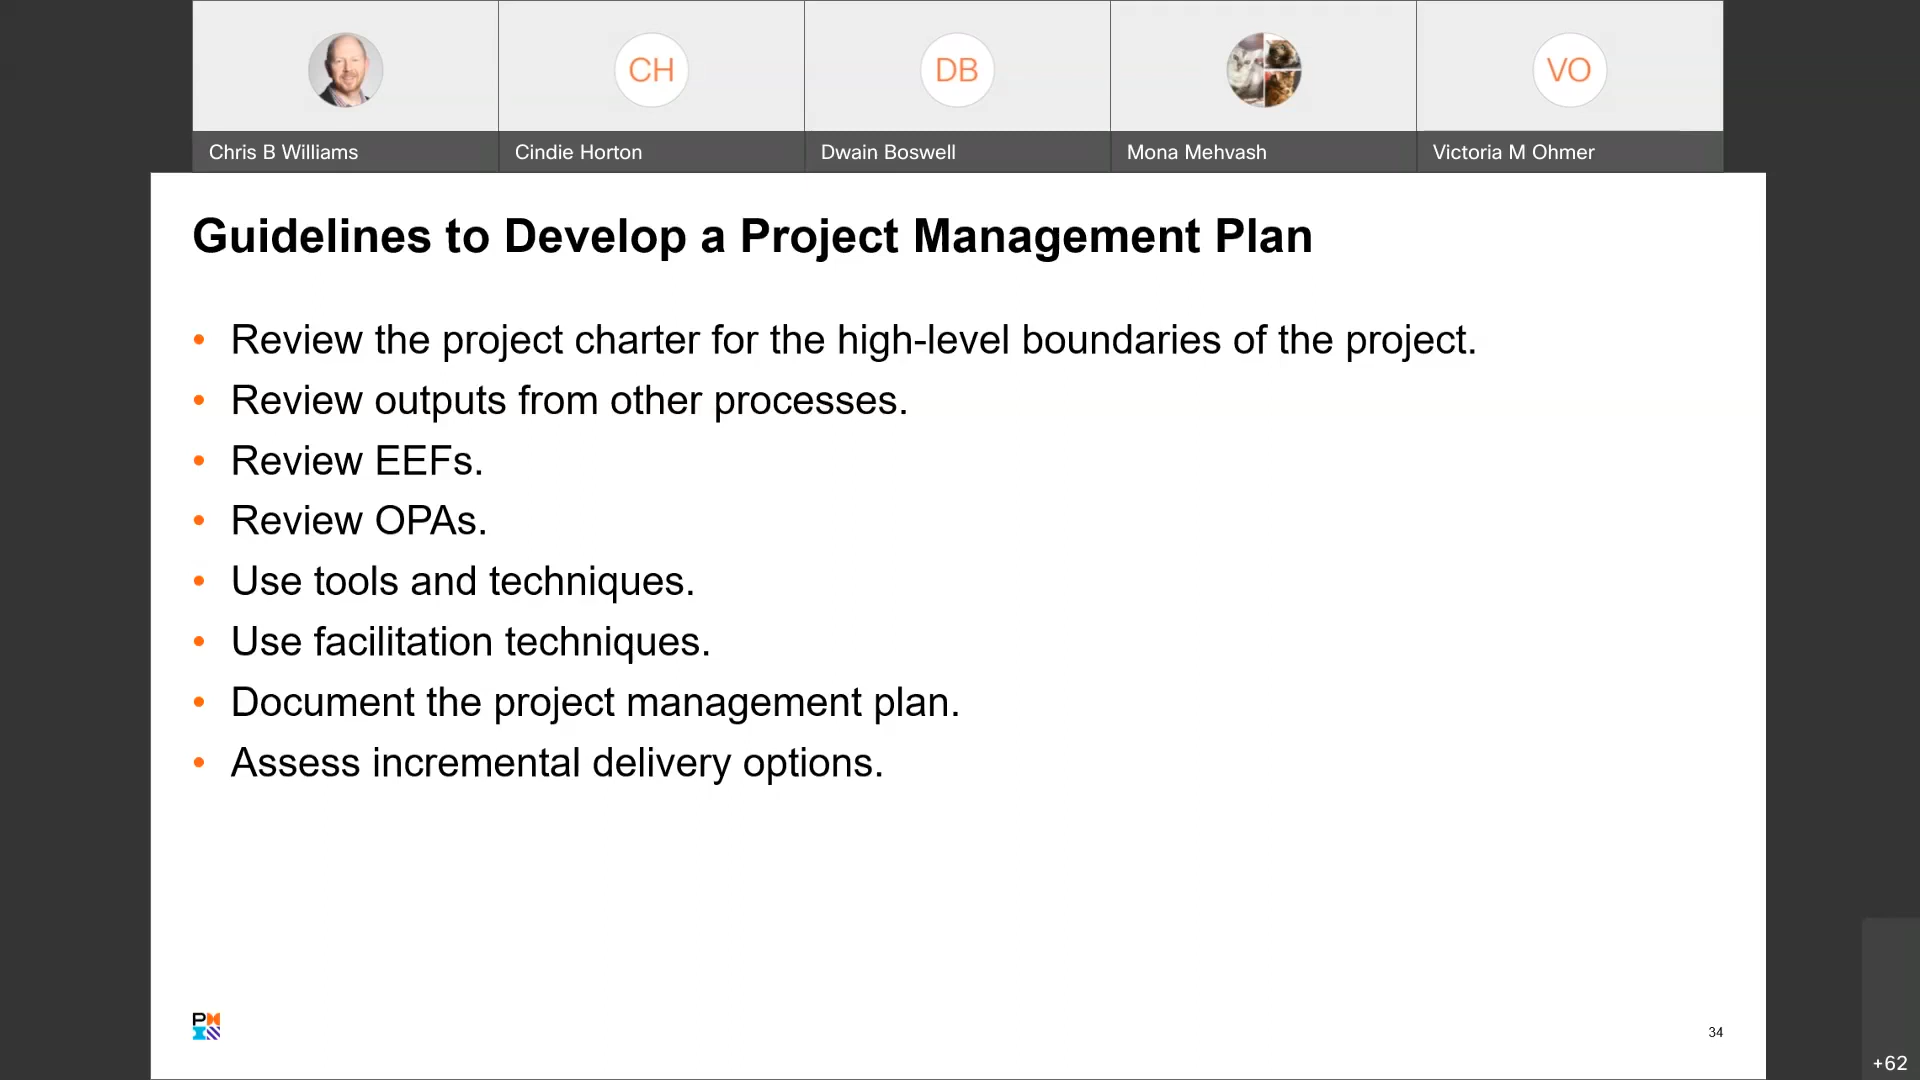 CH
DB
VO
Chris B Williams
Cindie Horton
Dwain Boswell
Mona Mehvash
Victoria M Ohmer
Guidelines to Develop a Project Management Plan
• Review the project charter for the high-level boundaries of the project.
• Review outputs from other processes.
• Review EEFs.
• Review OPAs.
• Use tools and techniques.
• Use facilitation techniques.
• Document the project management plan.
• Assess incremental delivery options.
34
+62